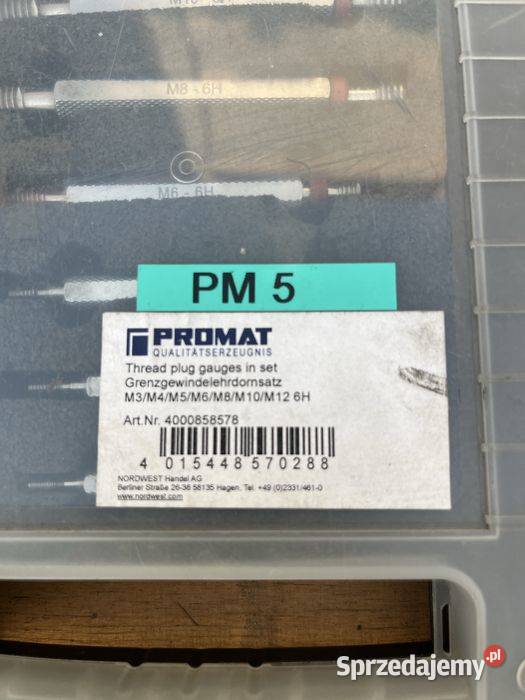 M8 - 6H
©
M6 - 6H
PM 5
PROMAT
QUALITÄTSERZEUGNIS
Thread plug gauges in set
Grenzgewindelehrdornsatz
M3/M4/M5/M6/M8/M10/M12 6H
Art.Nr. 4000858578
4 015448 570288
NORDWEST Handel AG
Berliner Straße 26-36 58135 Hagen, Tel. +49 (0)2331/461-0
www.nordwest.com
Sprzedajemy.pl